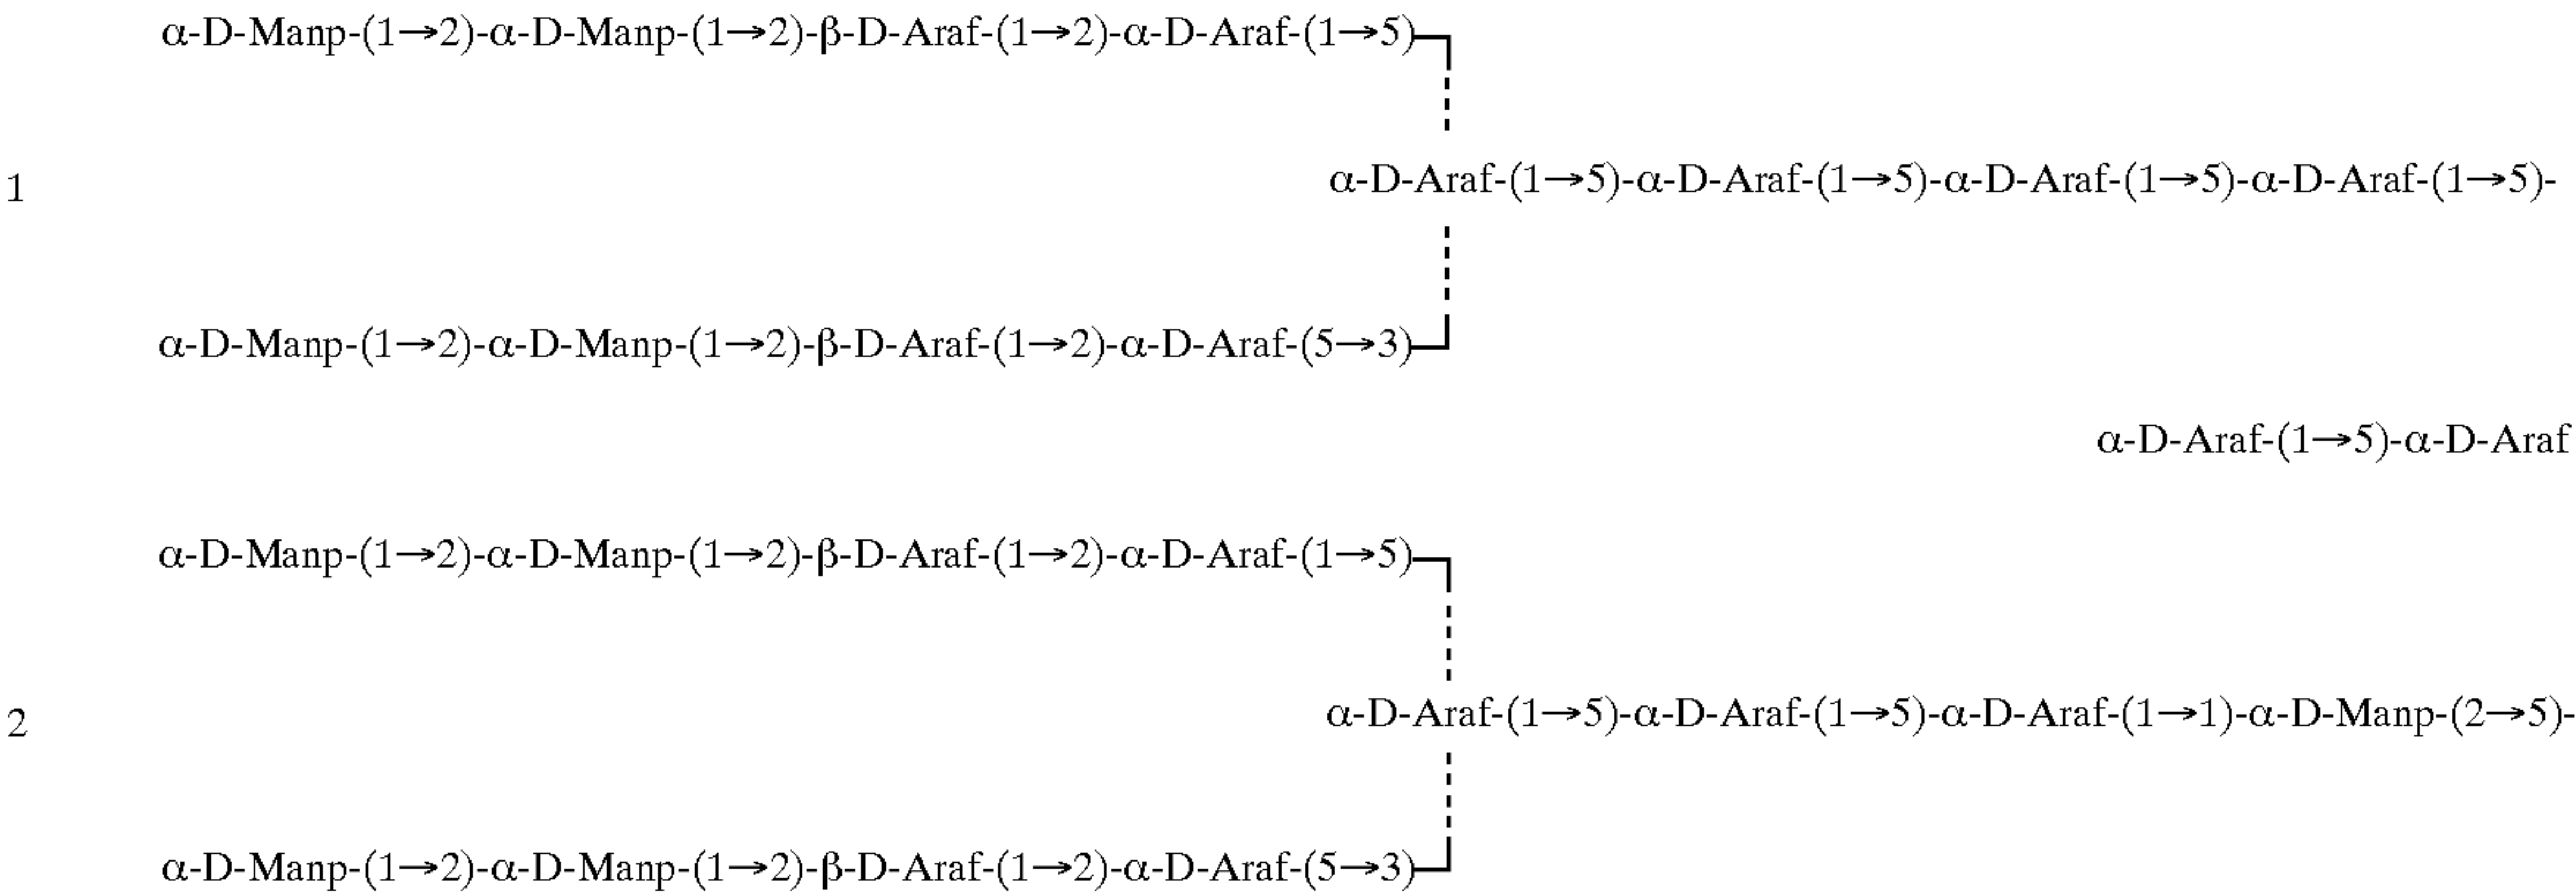 α-D-Manp-(1→2)-α-D-Manp-(1→2)-β-D-Araf-(1→2)-α-D-Araf-(1→5)
1 α-D-Araf-(1→5)-α-D-Araf-(1→5)-α-D-Araf-(1→5)-α-D-Araf-(1→5)-
α-D-Manp-(1→2)-α-D-Manp-(1→2)-β-D-Araf-(1→2)-α-D-Araf-(5→3)
α-D-Araf-(1→5)-α-D-Araf
α-D-Manp-(1→2)-α-D-Manp-(1→2)-β-D-Araf-(1→2)-α-D-Araf-(1→5)
2 α-D-Araf-(1→5)-α-D-Araf-(1→5)-α-D-Araf-(1→1)-α-D-Manp-(2→5)-
α-D-Manp-(1→2)-α-D-Manp-(1→2)-β-D-Araf-(1→2)-α-D-Araf-(5→3)